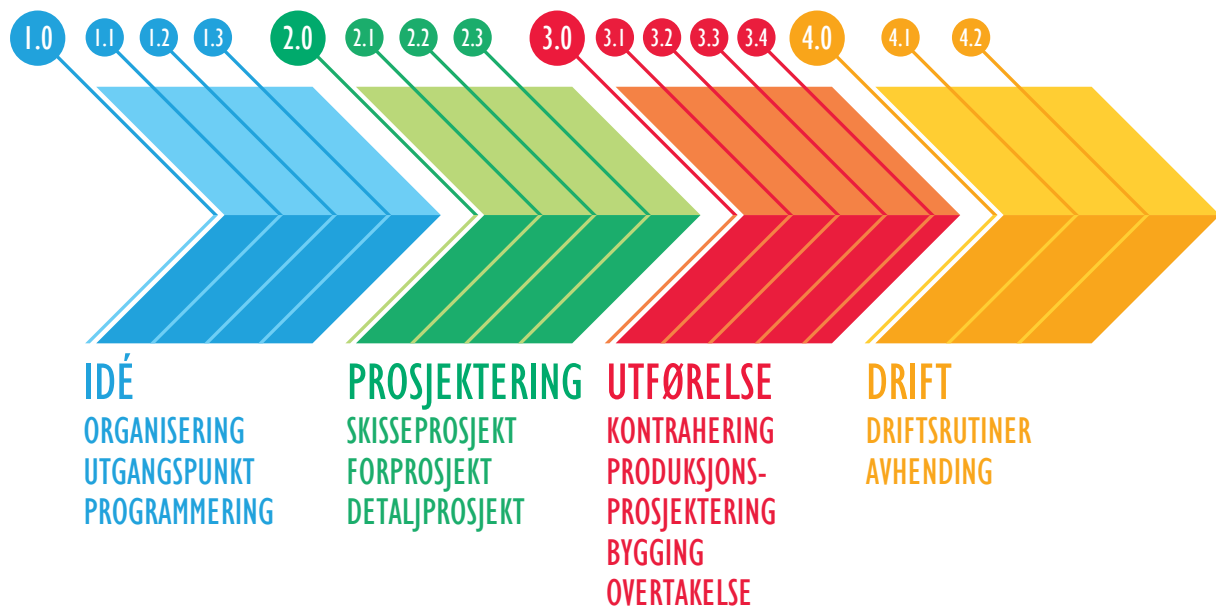 1.0 1.1 1.2 1.3 2.0 2.1 2.2 2.3 3.0 3.1 3.2 3.3 3.4 4.0 4.1 4.2
IDÉ
ORGANISERING
UTGANGSPUNKT
PROGRAMMERING
PROSJEKTERING
SKISSEPROSJEKT
FORPROSJEKT
DETALJPROSJEKT
UTFØRELSE
KONTRAHERING
PRODUKSJONS-
PROSJEKTERING
BYGGING
OVERTAKELSE
DRIFT
DRIFTSRUTINER
AVHENDING